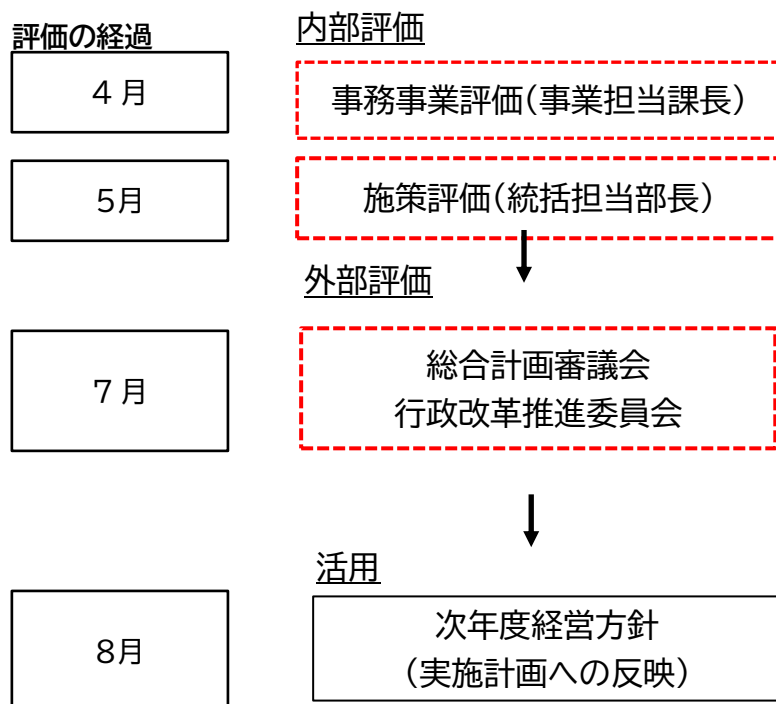 評価の経過
内部評価
４月
事務事業評価(事業担当課長)
5月
施策評価(統括担当部長)
外部評価
７月
総合計画審議会
行政改革推進委員会
活用
8月
次年度経営方針
(実施計画への反映)